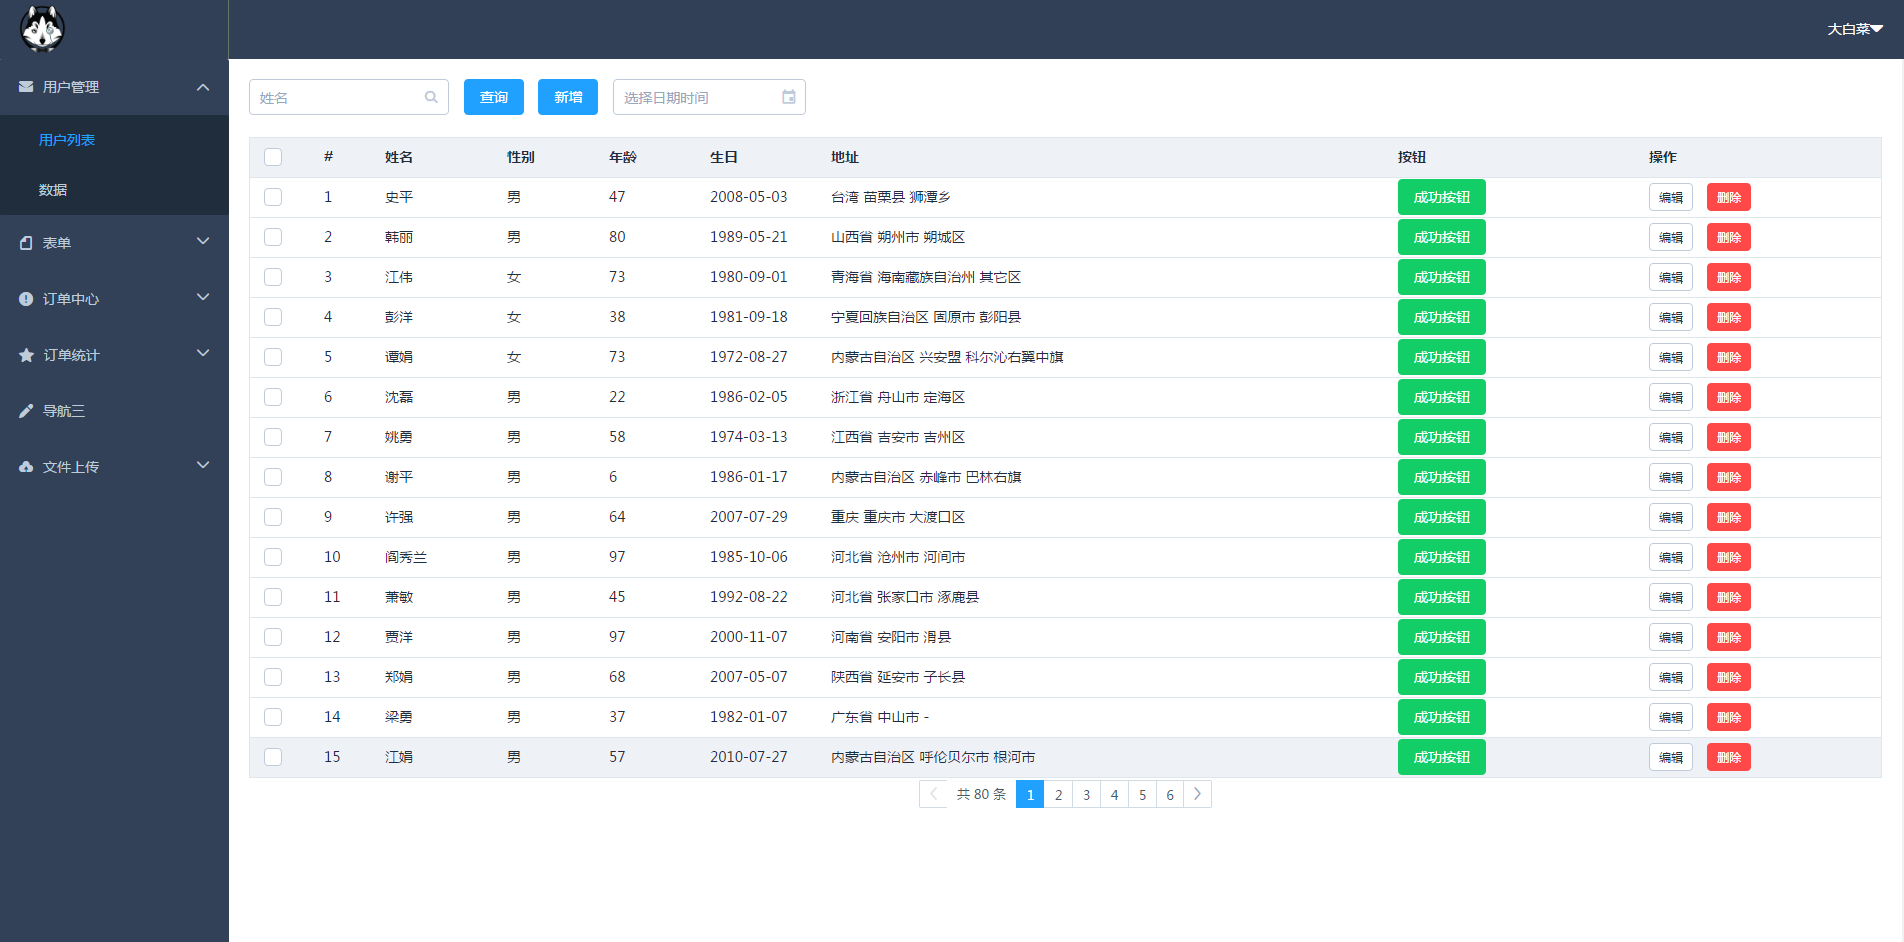 大白菜
用户管理
用户列表
数据
表单
订单中心
订单统计
导航三
文件上传
姓名 查询 新增 选择日期时间
# 姓名 性别 年龄 生日 地址 按钮 操作
1 史平 男 47 2008-05-03 台湾 苗栗县 狮潭乡 成功按钮 编辑 删除
2 韩丽 男 80 1989-05-21 山西省 朔州市 朔城区 成功按钮 编辑 删除
3 江伟 女 73 1980-09-01 青海省 海南藏族自治州 其它区 成功按钮 编辑 删除
4 彭洋 女 38 1981-09-18 宁夏回族自治区 固原市 彭阳县 成功按钮 编辑 删除
5 谭娟 女 73 1972-08-27 内蒙古自治区 兴安盟 科尔沁右翼中旗 成功按钮 编辑 删除
6 沈磊 男 22 1986-02-05 浙江省 舟山市 定海区 成功按钮 编辑 删除
7 姚勇 男 58 1974-03-13 江西省 吉安市 吉州区 成功按钮 编辑 删除
8 谢平 男 6 1986-01-17 内蒙古自治区 赤峰市 巴林右旗 成功按钮 编辑 删除
9 许强 男 64 2007-07-29 重庆 重庆市 大渡口区 成功按钮 编辑 删除
10 阎秀兰 男 97 1985-10-06 河北省 沧州市 河间市 成功按钮 编辑 删除
11 萧敏 男 45 1992-08-22 河北省 张家口市 涿鹿县 成功按钮 编辑 删除
12 贾洋 男 97 2000-11-07 河南省 安阳市 滑县 成功按钮 编辑 删除
13 郑娟 男 68 2007-05-07 陕西省 延安市 子长县 成功按钮 编辑 删除
14 梁勇 男 37 1982-01-07 广东省 中山市 - 成功按钮 编辑 删除
15 江娟 男 57 2010-07-27 内蒙古自治区 呼伦贝尔市 根河市 成功按钮 编辑 删除
共 80 条 1 2 3 4 5 6